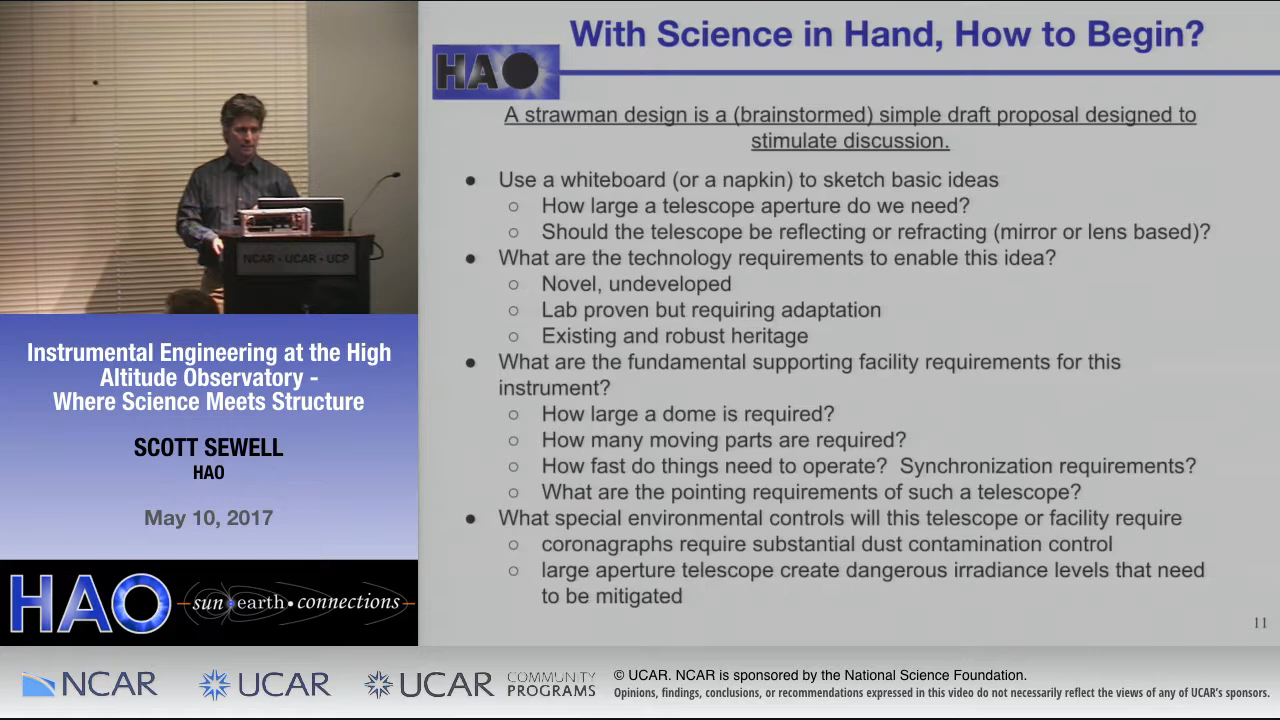 With Science in Hand, How to Begin?
HAO
A strawman design is a (brainstormed) simple draft proposal designed to
stimulate discussion.
● Use a whiteboard (or a napkin) to sketch basic ideas
○ How large a telescope aperture do we need?
○ Should the telescope be reflecting or refracting (mirror or lens based)?
● What are the technology requirements to enable this idea?
○ Novel, undeveloped
○ Lab proven but requiring adaptation
○ Existing and robust heritage
● What are the fundamental supporting facility requirements for this
instrument?
○ How large a dome is required?
○ How many moving parts are required?
○ How fast do things need to operate? Synchronization requirements?
○ What are the pointing requirements of such a telescope?
● What special environmental controls will this telescope or facility require
○ coronagraphs require substantial dust contamination control
○ large aperture telescope create dangerous irradiance levels that need
to be mitigated
11
NCAR - UCAR - UCP
Instrumental Engineering at the High
Altitude Observatory -
Where Science Meets Structure
SCOTT SEWELL
HAO
May 10, 2017
HAO sun • earth • connections
NCAR UCAR UCAR COMMUNITY PROGRAMS
© UCAR. NCAR is sponsored by the National Science Foundation.
Opinions, findings, conclusions, or recommendations expressed in this video do not necessarily reflect the views of any of UCAR's sponsors.